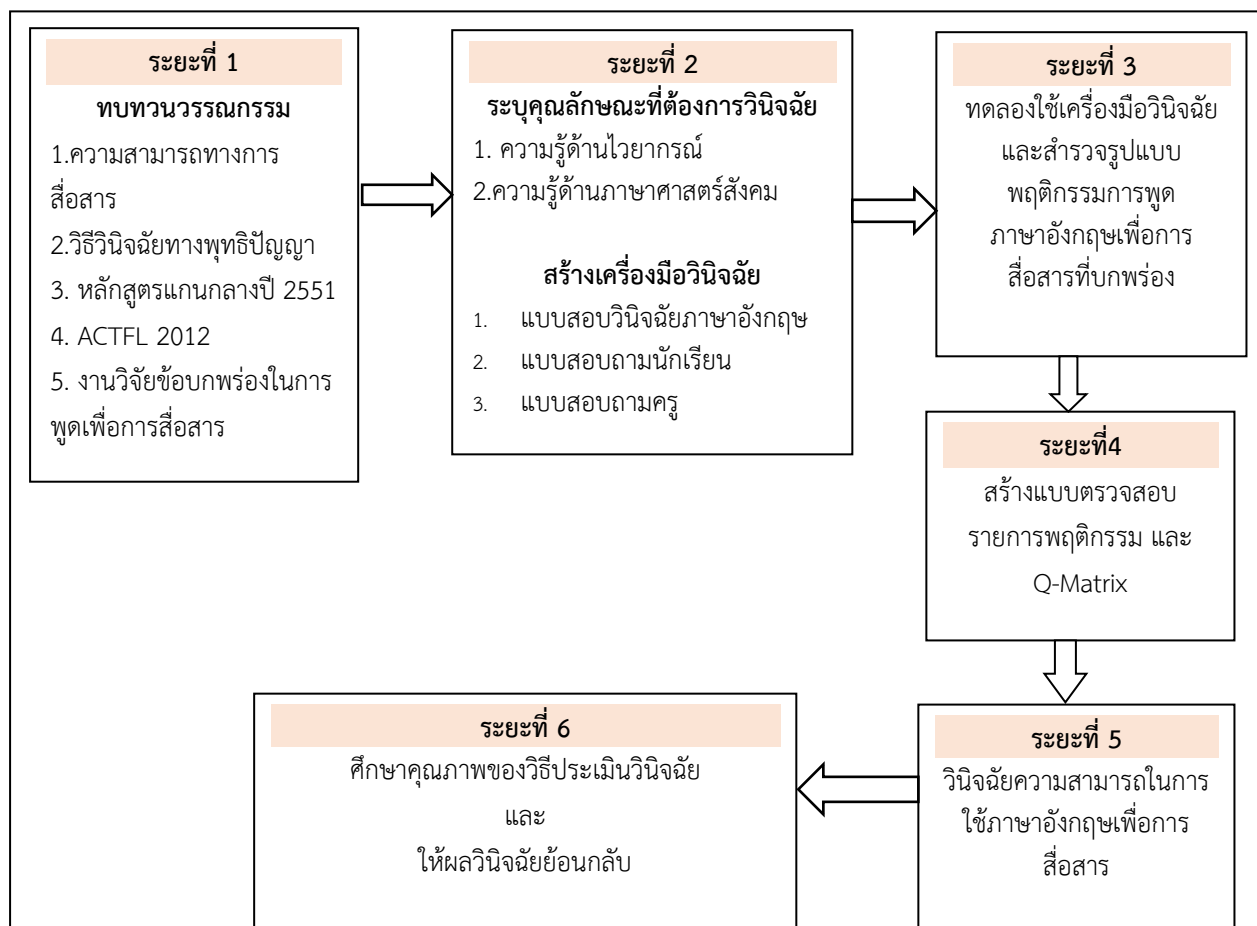 ระยะที่ 1
ทบทวนวรรณกรรม
1.ความสามารถทางการ
สื่อสาร
2.วิธีวินิจฉัยทางพุทธิปัญญา
3. หลักสูตรแกนกลางปี 2551
4. ACTFL 2012
5. งานวิจัยข้อบกพร่องในการ
พูดเพื่อการสื่อสาร
ระยะที่ 2
ระบุคุณลักษณะที่ต้องการวินิจฉัย
1. ความรู้ด้านไวยากรณ์
2.ความรู้ด้านภาษาศาสตร์สังคม
สร้างเครื่องมือวินิจฉัย
1. แบบสอบวินิจฉัยภาษาอังกฤษ
2. แบบสอบถามนักเรียน
3. แบบสอบถามครู
ระยะที่ 3
ทดลองใช้เครื่องมือวินิจฉัย
และสำรวจรูปแบบ
พฤติกรรมการพูด
ภาษาอังกฤษเพื่อการ
สื่อสารที่บกพร่อง
ระยะที่4
สร้างแบบตรวจสอบ
รายการพฤติกรรม และ
Q-Matrix
ระยะที่ 5
วินิจฉัยความสามารถในการ
ใช้ภาษาอังกฤษเพื่อการ
สื่อสาร
ระยะที่ 6
ศึกษาคุณภาพของวิธีประเมินวินิจฉัย
และ
ให้ผลวินิจฉัยย้อนกลับ